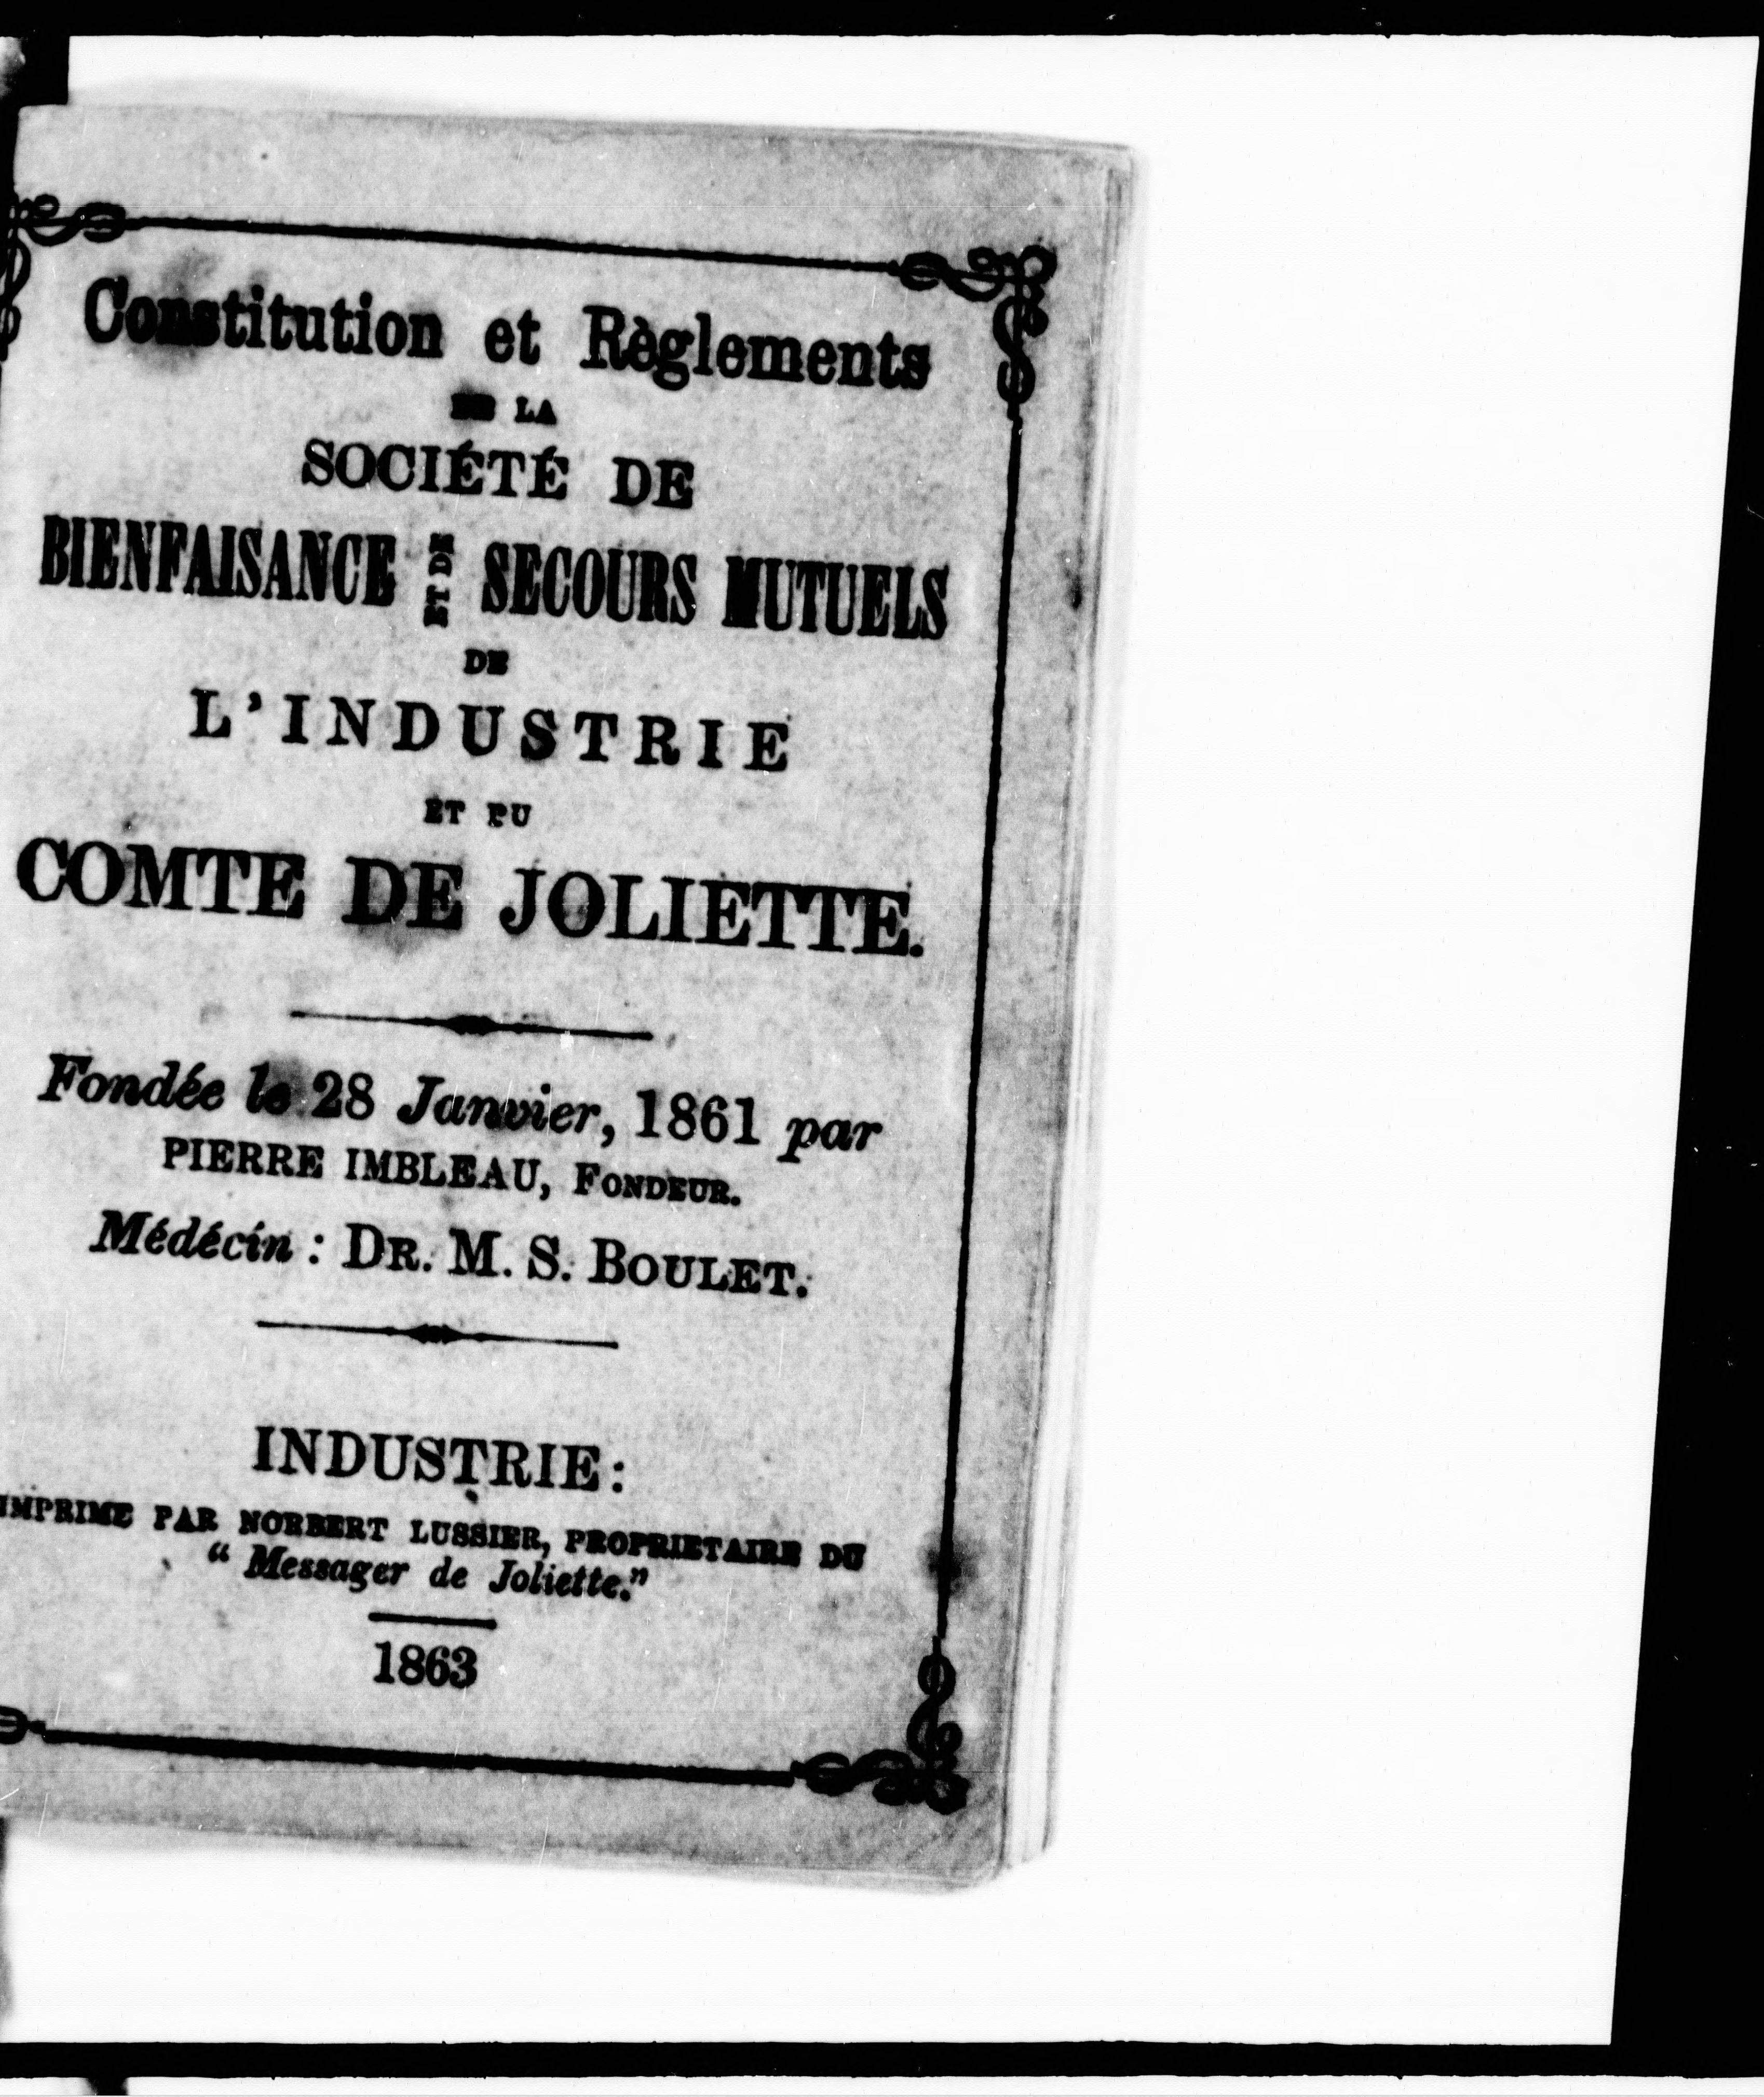 Constitution et Règlements
DE LA
SOCIÉTÉ DE
BIENFAISANCE ET DE SECOURS MUTUELS
DE
L'INDUSTRIE
ET DU
COMTE DE JOLIETTE.
Fondée le 28 Janvier, 1861 par
PIERRE IMBLEAU, FONDEUR.
Médécin : DR. M. S. BOULET.
INDUSTRIE:
IMPRIME PAR NORBERT LUSSIER, PROPRIETAIRE DU
“ Messager de Joliette.”
1863